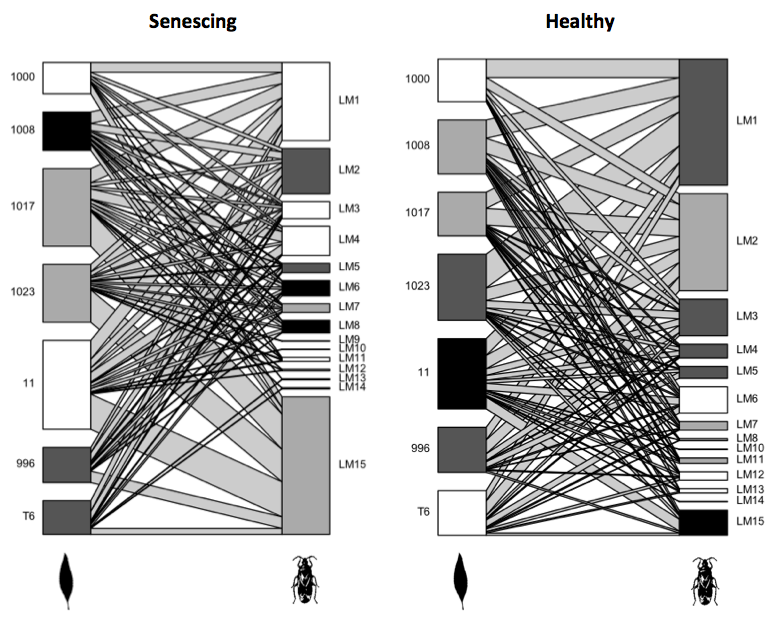 Senescing
Healthy
1000
1008
1017
1023
11
996
T6
LM1
LM2
LM3
LM4
LM5
LM6
LM7
LM8
LM9
LM10
LM11
LM12
LM13
LM14
LM15
1000
1008
1017
1023
11
996
T6
LM1
LM2
LM3
LM4
LM5
LM6
LM7
LM8
LM10
LM11
LM12
LM13
LM14
LM15